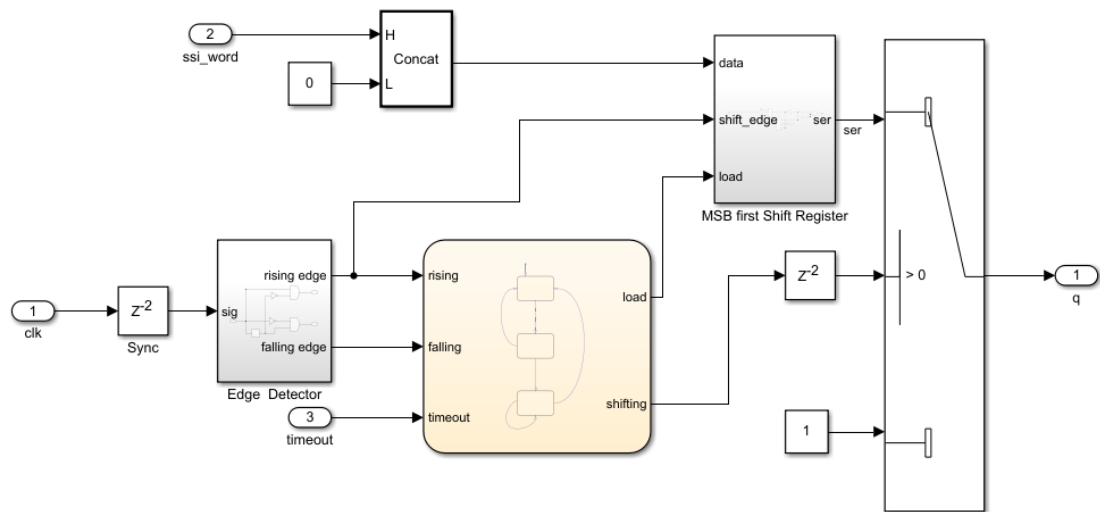 2
ssi_word
0
H
Concat
L
data
shift_edge
ser
load
ser
MSB first Shift Register
1
clk
Z-2
Sync
sig
rising edge
falling edge
Edge Detector
3
timeout
rising
falling
timeout
load
shifting
Z-2
1
> 0
1
q